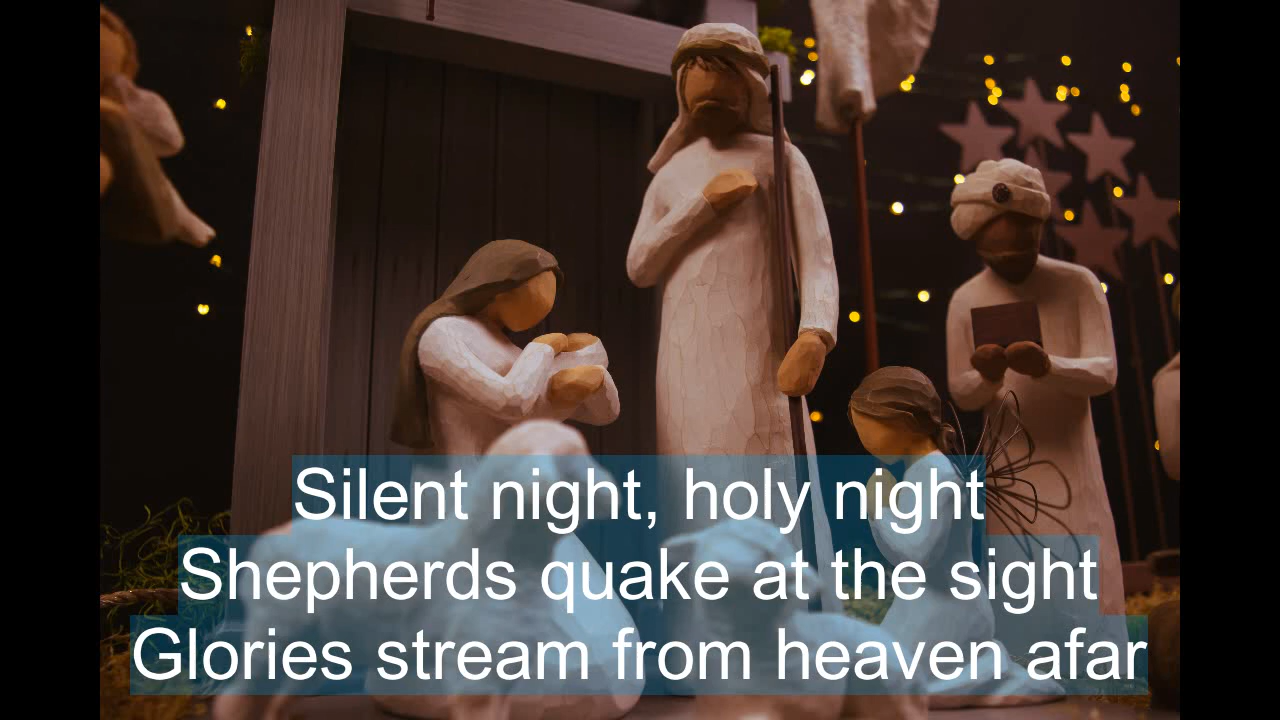 Silent night, holy night
Shepherds quake at the sight
Glories stream from heaven afar